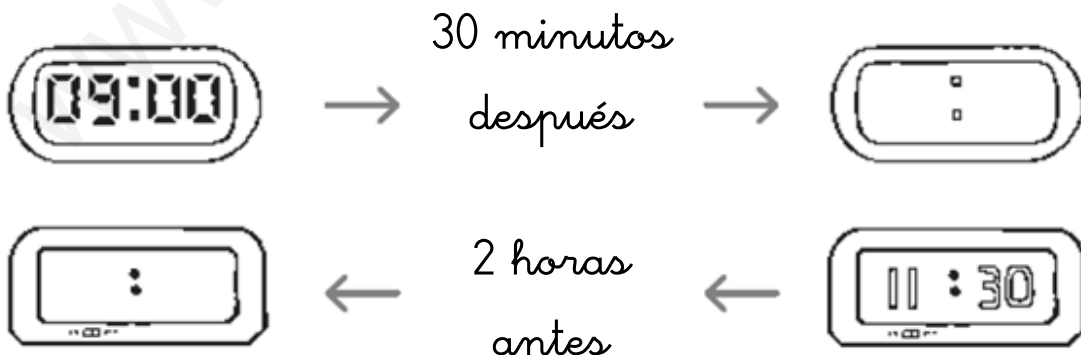 30 minutos
09:00
después
:
2 horas
: 11:30
antes